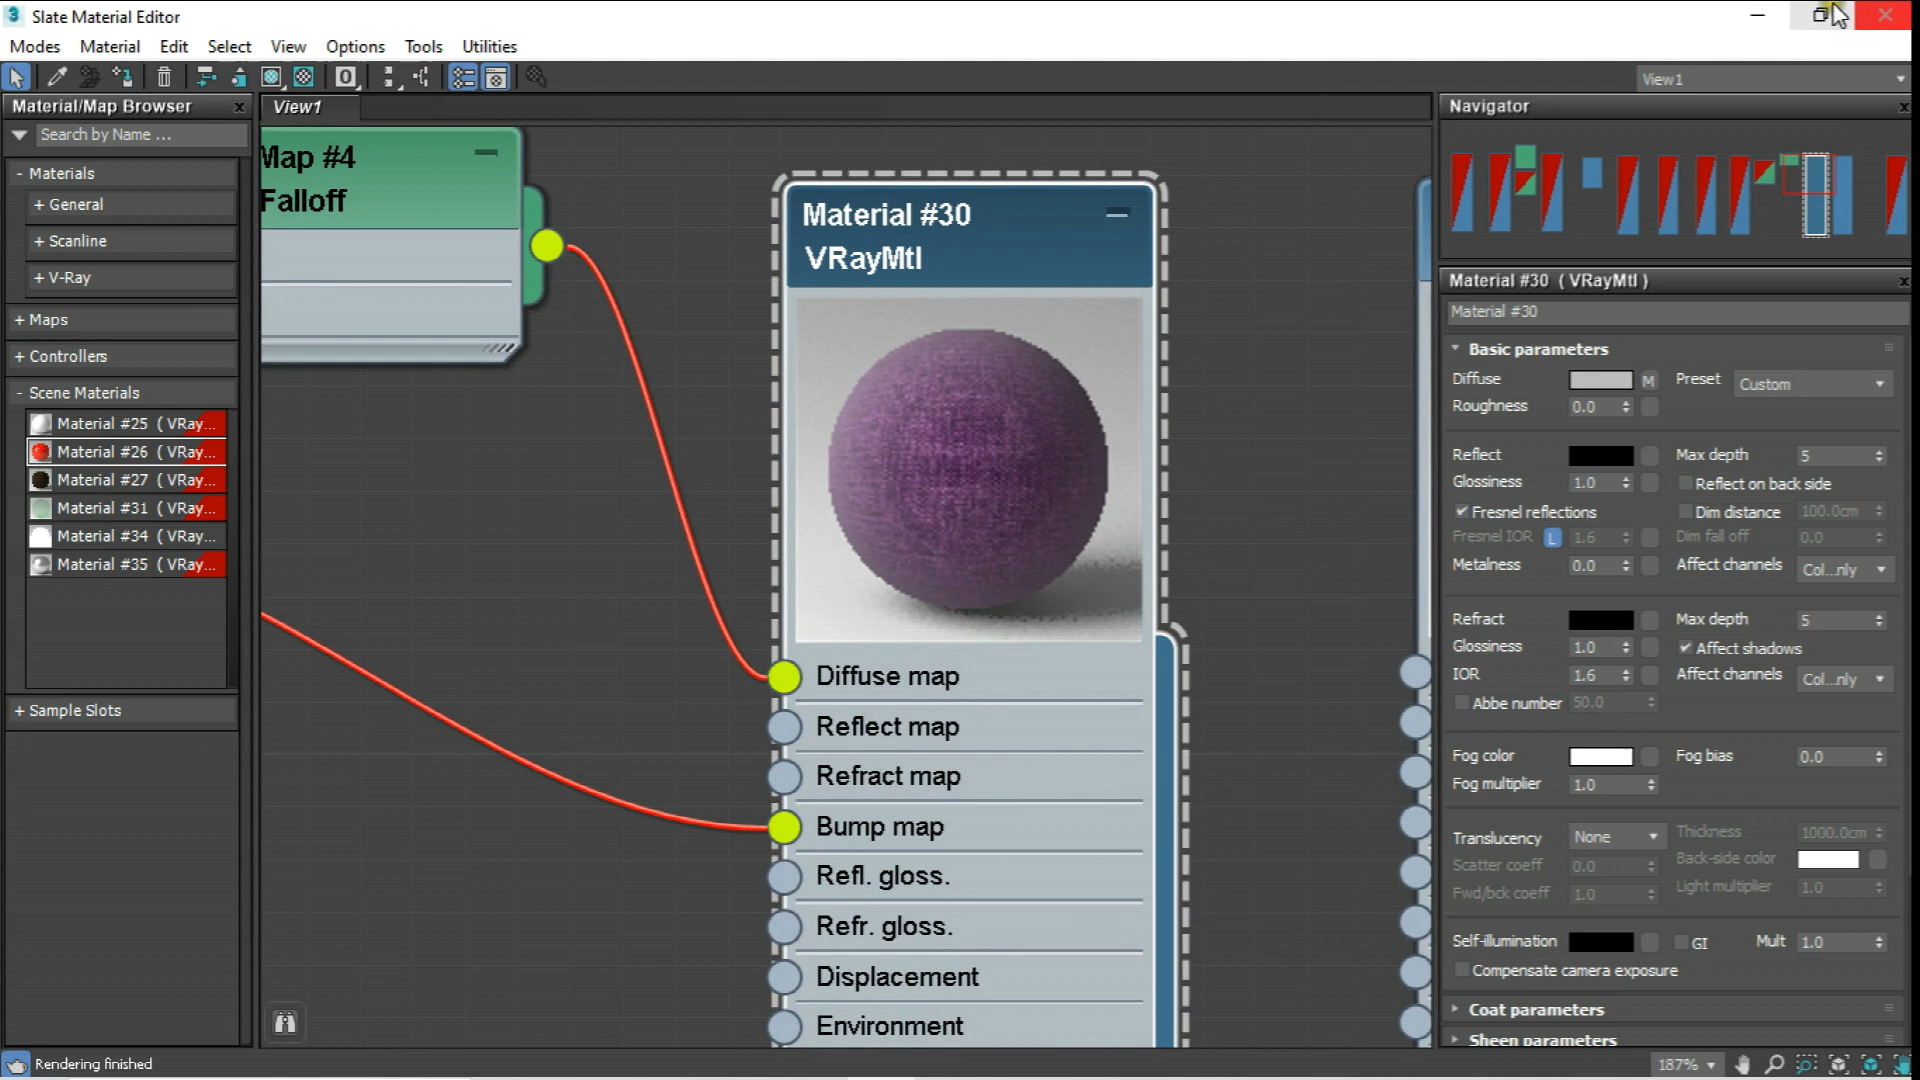 3 Slate Material Editor
Modes Material Edit Select View Options Tools Utilities
0
View1
Material/Map Browser x
Search by Name ...
- Materials
+ General
+ Scanline
+ V-Ray
+ Maps
+ Controllers
- Scene Materials
Material #25 ( VRay...
Material #26 ( VRay...
Material #27 ( VRay...
Material #31 ( VRay...
Material #34 ( VRay...
Material #35 ( VRay...
+ Sample Slots
View1
Map #4
Falloff
Material #30
VRayMtl
Diffuse map
Reflect map
Refract map
Bump map
Refl. gloss.
Refr. gloss.
Displacement
Environment
Navigator x
Material #30 ( VRayMtl ) x
Material #30
Basic parameters
Diffuse M Preset Custom
Roughness 0.0
Reflect Max depth 5
Glossiness 1.0 Reflect on back side
Fresnel reflections Dim distance 100.0cm
Fresnel IOR L 1.6 Dim fall off 0.0
Metalness 0.0 Affect channels Col...nly
Refract Max depth 5
Glossiness 1.0 Affect shadows
IOR 1.6 Affect channels Col...nly
Abbe number 50.0
Fog color Fog bias 0.0
Fog multiplier 1.0
Translucency None Thickness 1000.0cm
Scatter coeff 0.0 Back-side color
Fwd/bck coeff 1.0 Light multiplier 1.0
Self-illumination GI Mult 1.0
Compensate camera exposure
Coat parameters
Sheen parameters
Rendering finished
187%